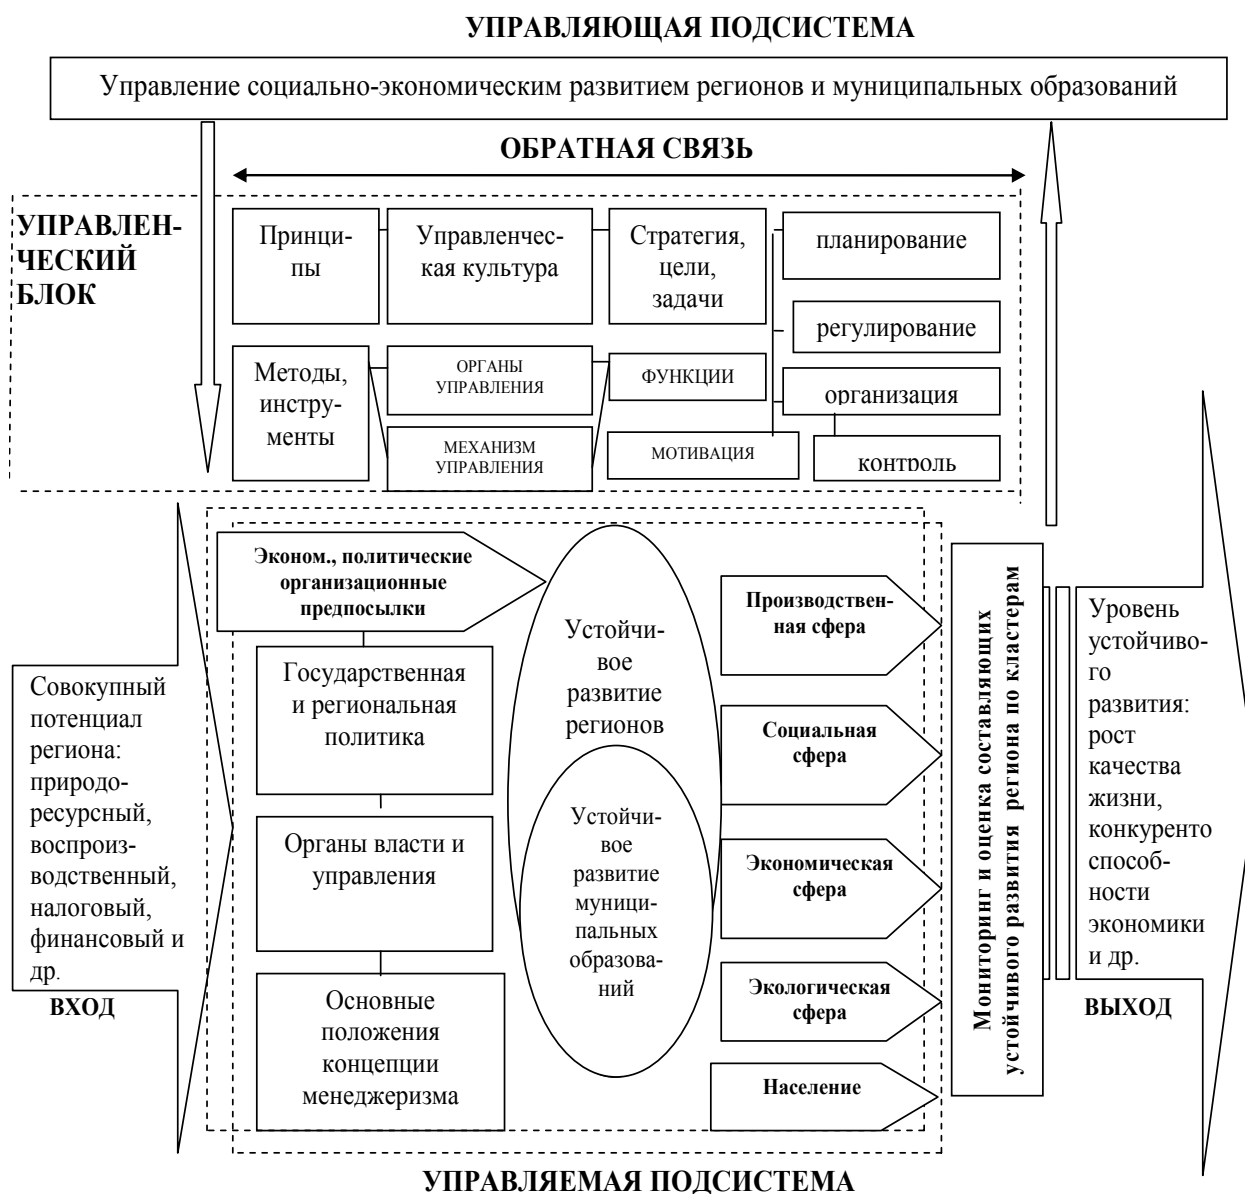 УПРАВЛЯЮЩАЯ ПОДСИСТЕМА
Управление социально-экономическим развитием регионов и муниципальных образований
ОБРАТНАЯ СВЯЗЬ
УПРАВЛЕН-
ЧЕСКИЙ
БЛОК
Принци-
пы
Управленчес-
кая культура
Стратегия,
цели,
задачи
планирование
регулирование
Методы,
инстру-
менты
ОРГАНЫ
УПРАВЛЕНИЯ
ФУНКЦИИ
организация
МЕХАНИЗМ
УПРАВЛЕНИЯ
МОТИВАЦИЯ
контроль
Совокупный
потенциал
региона:
природо-
ресурсный,
воспроиз-
водственный,
налоговый,
финансовый и
др.
ВХОД
Эконом., политические
организационные
предпосылки
Государственная
и региональная
политика
Органы власти и
управления
Основные
положения
концепции
менеджеризма
Устойчи-
вое
развитие
регионов
Устойчи-
вое
развитие
муници-
пальных
образова-
ний
Производствен-
ная сфера
Социальная
сфера
Экономическая
сфера
Экологическая
сфера
Население
Мониторинг и оценка составляющих
устойчивого развития региона по кластерам
Уровень
устойчиво-
го
развития:
рост
качества
жизни,
конкуренто
способ-
ности
экономики
и др.
ВЫХОД
УПРАВЛЯЕМАЯ ПОДСИСТЕМА